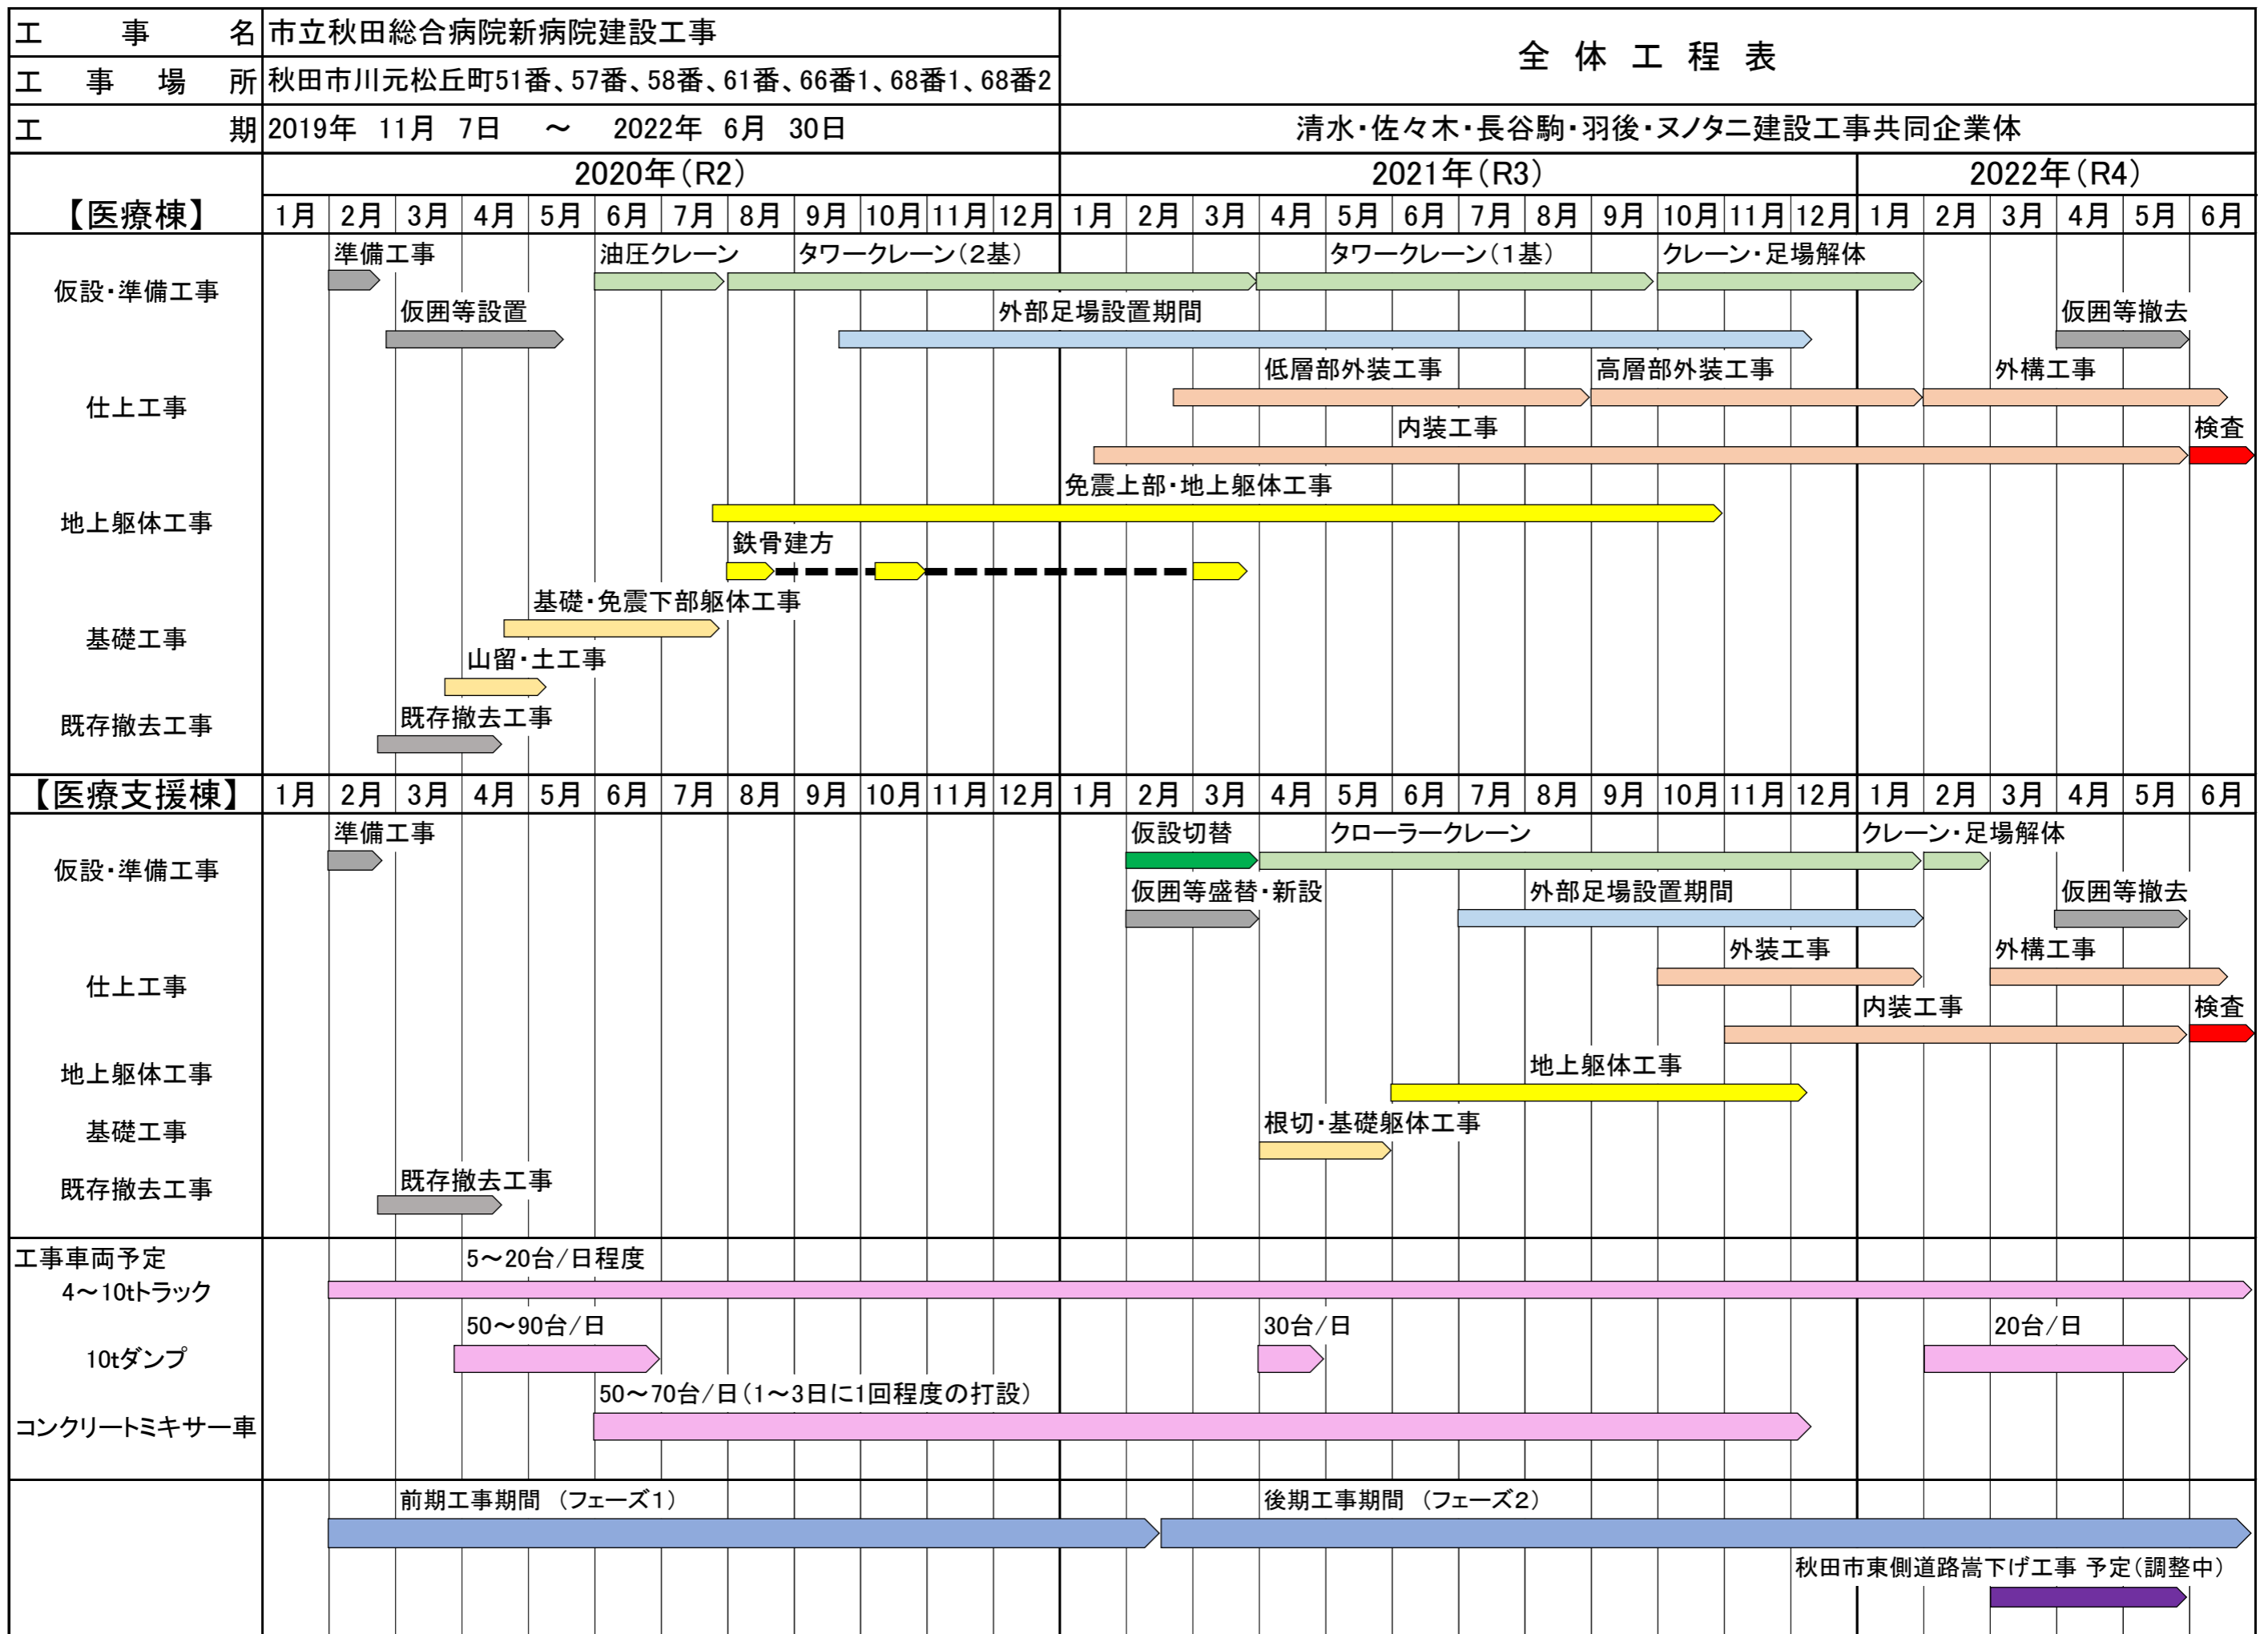 工事名 市立秋田総合病院新病院建設工事
全体工程表
工事場所 秋田市川元松丘町51番、57番、58番、61番、66番1、68番1、68番2
工期 2019年 11月 7日 ～ 2022年 6月 30日
清水・佐々木・長谷駒・羽後・ヌノタニ建設工事共同企業体
2020年(R2) 2021年(R3) 2022年(R4)
【医療棟】 1月 2月 3月 4月 5月 6月 7月 8月 9月 10月 11月 12月 1月 2月 3月 4月 5月 6月 7月 8月 9月 10月 11月 12月 1月 2月 3月 4月 5月 6月
準備工事 油圧クレーン タワークレーン(2基) タワークレーン(1基) クレーン・足場解体
仮設・準備工事
仮囲等設置 外部足場設置期間 仮囲等撤去
低層部外装工事 高層部外装工事 外構工事
仕上工事
内装工事 検査
免震上部・地上躯体工事
地上躯体工事
鉄骨建方
基礎・免震下部躯体工事
基礎工事
山留・土工事
既存撤去工事 既存撤去工事
【医療支援棟】 1月 2月 3月 4月 5月 6月 7月 8月 9月 10月 11月 12月 1月 2月 3月 4月 5月 6月 7月 8月 9月 10月 11月 12月 1月 2月 3月 4月 5月 6月
準備工事 仮設切替 クローラークレーン クレーン・足場解体
仮設・準備工事
仮囲等盛替・新設 外部足場設置期間 仮囲等撤去
外装工事 外構工事
仕上工事
内装工事 検査
地上躯体工事 地上躯体工事
基礎工事 根切・基礎躯体工事
既存撤去工事 既存撤去工事
工事車両予定 5～20台/日程度
4～10tトラック
50～90台/日 30台/日 20台/日
10tダンプ
50～70台/日(1～3日に1回程度の打設)
コンクリートミキサー車
前期工事期間 (フェーズ1) 後期工事期間 (フェーズ2)
秋田市東側道路嵩下げ工事 予定(調整中)